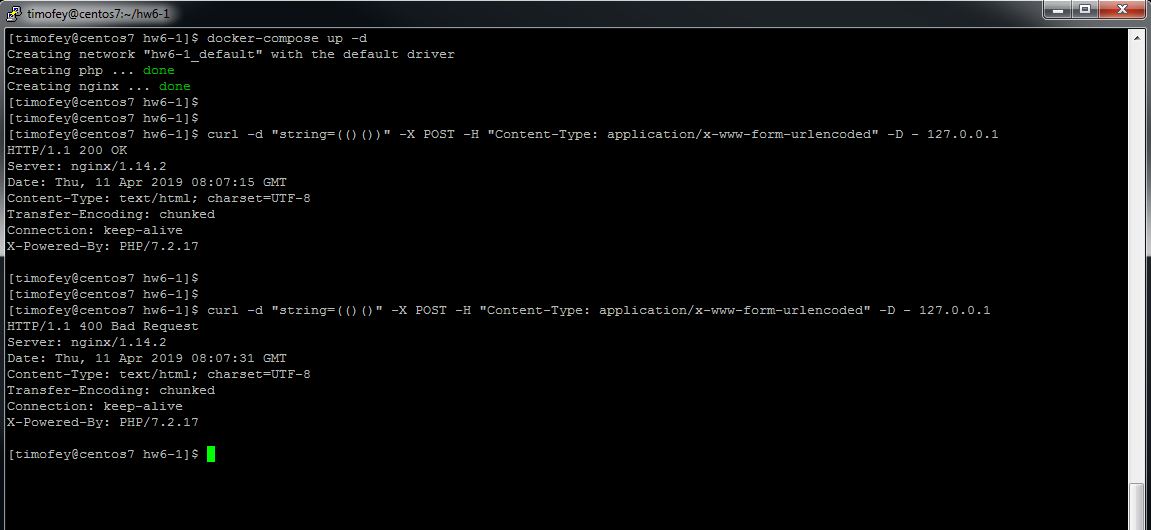 timofey@centos7:~/hw6-1
[timofey@centos7 hw6-1]$ docker-compose up -d
Creating network "hw6-1_default" with the default driver
Creating php ... done
Creating nginx ... done
[timofey@centos7 hw6-1]$
[timofey@centos7 hw6-1]$
[timofey@centos7 hw6-1]$ curl -d "string=(()())" -X POST -H "Content-Type: application/x-www-form-urlencoded" -D - 127.0.0.1
HTTP/1.1 200 OK
Server: nginx/1.14.2
Date: Thu, 11 Apr 2019 08:07:15 GMT
Content-Type: text/html; charset=UTF-8
Transfer-Encoding: chunked
Connection: keep-alive
X-Powered-By: PHP/7.2.17
[timofey@centos7 hw6-1]$
[timofey@centos7 hw6-1]$
[timofey@centos7 hw6-1]$ curl -d "string=(()()" -X POST -H "Content-Type: application/x-www-form-urlencoded" -D - 127.0.0.1
HTTP/1.1 400 Bad Request
Server: nginx/1.14.2
Date: Thu, 11 Apr 2019 08:07:31 GMT
Content-Type: text/html; charset=UTF-8
Transfer-Encoding: chunked
Connection: keep-alive
X-Powered-By: PHP/7.2.17
[timofey@centos7 hw6-1]$